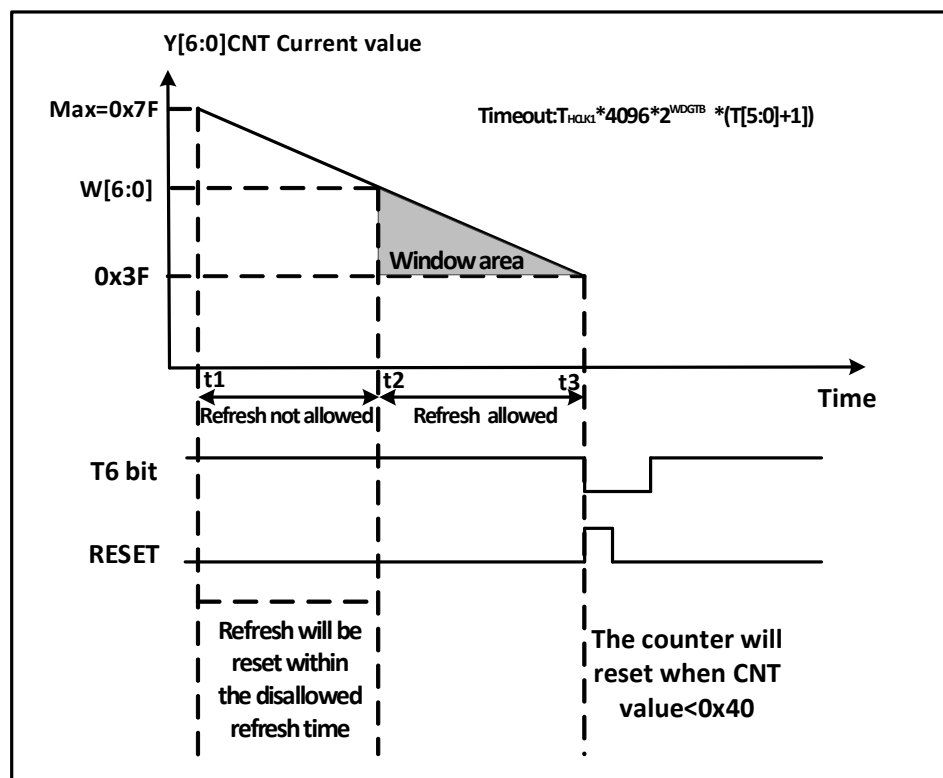 Y[6:0]CNT Current value
Max=0x7F
Timeout:THCLK1*4096*2WDGTB *(T[5:0]+1])
W[6:0]
Window area
0x3F
t1
t2
t3
Time
Refresh not allowed
Refresh allowed
T6 bit
RESET
Refresh will be
reset within
the disallowed
refresh time
The counter will
reset when CNT
value<0x40